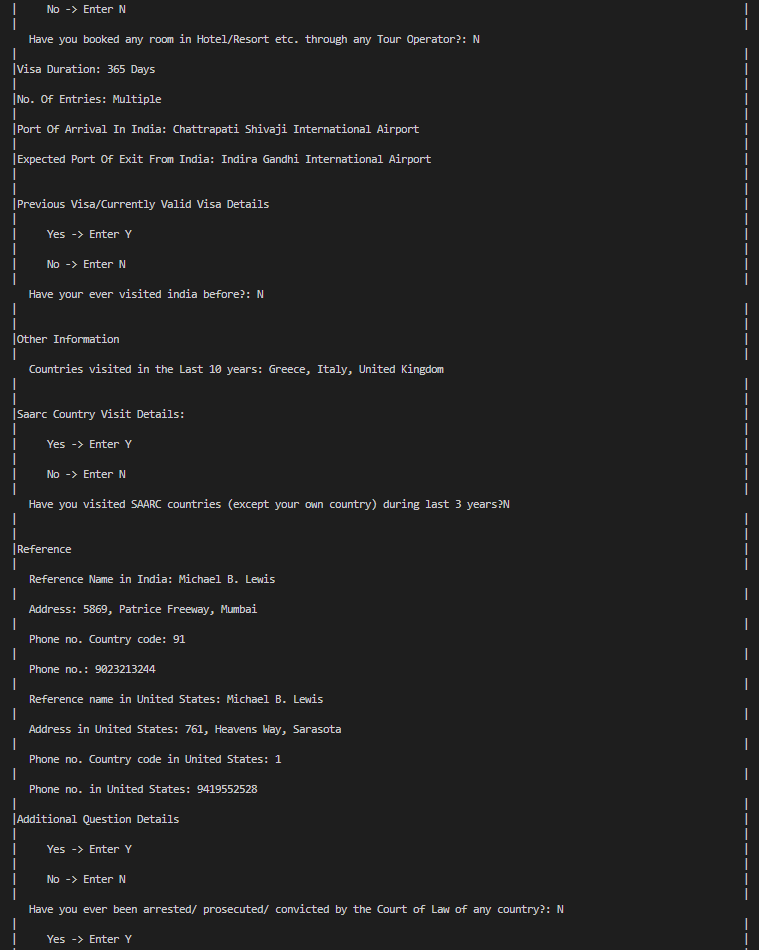 No -> Enter N
Have you booked any room in Hotel/Resort etc. through any Tour Operator?: N
Visa Duration: 365 Days
No. Of Entries: Multiple
Port Of Arrival In India: Chattrapati Shivaji International Airport
Expected Port Of Exit From India: Indira Gandhi International Airport
Previous Visa/Currently Valid Visa Details
Yes -> Enter Y
No -> Enter N
Have your ever visited india before?: N
Other Information
Countries visited in the Last 10 years: Greece, Italy, United Kingdom
Saarc Country Visit Details:
Yes -> Enter Y
No -> Enter N
Have you visited SAARC countries (except your own country) during last 3 years?N
Reference
Reference Name in India: Michael B. Lewis
Address: 5869, Patrice Freeway, Mumbai
Phone no. Country code: 91
Phone no.: 9023213244
Reference name in United States: Michael B. Lewis
Address in United States: 761, Heavens Way, Sarasota
Phone no. Country code in United States: 1
Phone no. in United States: 9419552528
Additional Question Details
Yes -> Enter Y
No -> Enter N
Have you ever been arrested/ prosecuted/ convicted by the Court of Law of any country?: N
Yes -> Enter Y